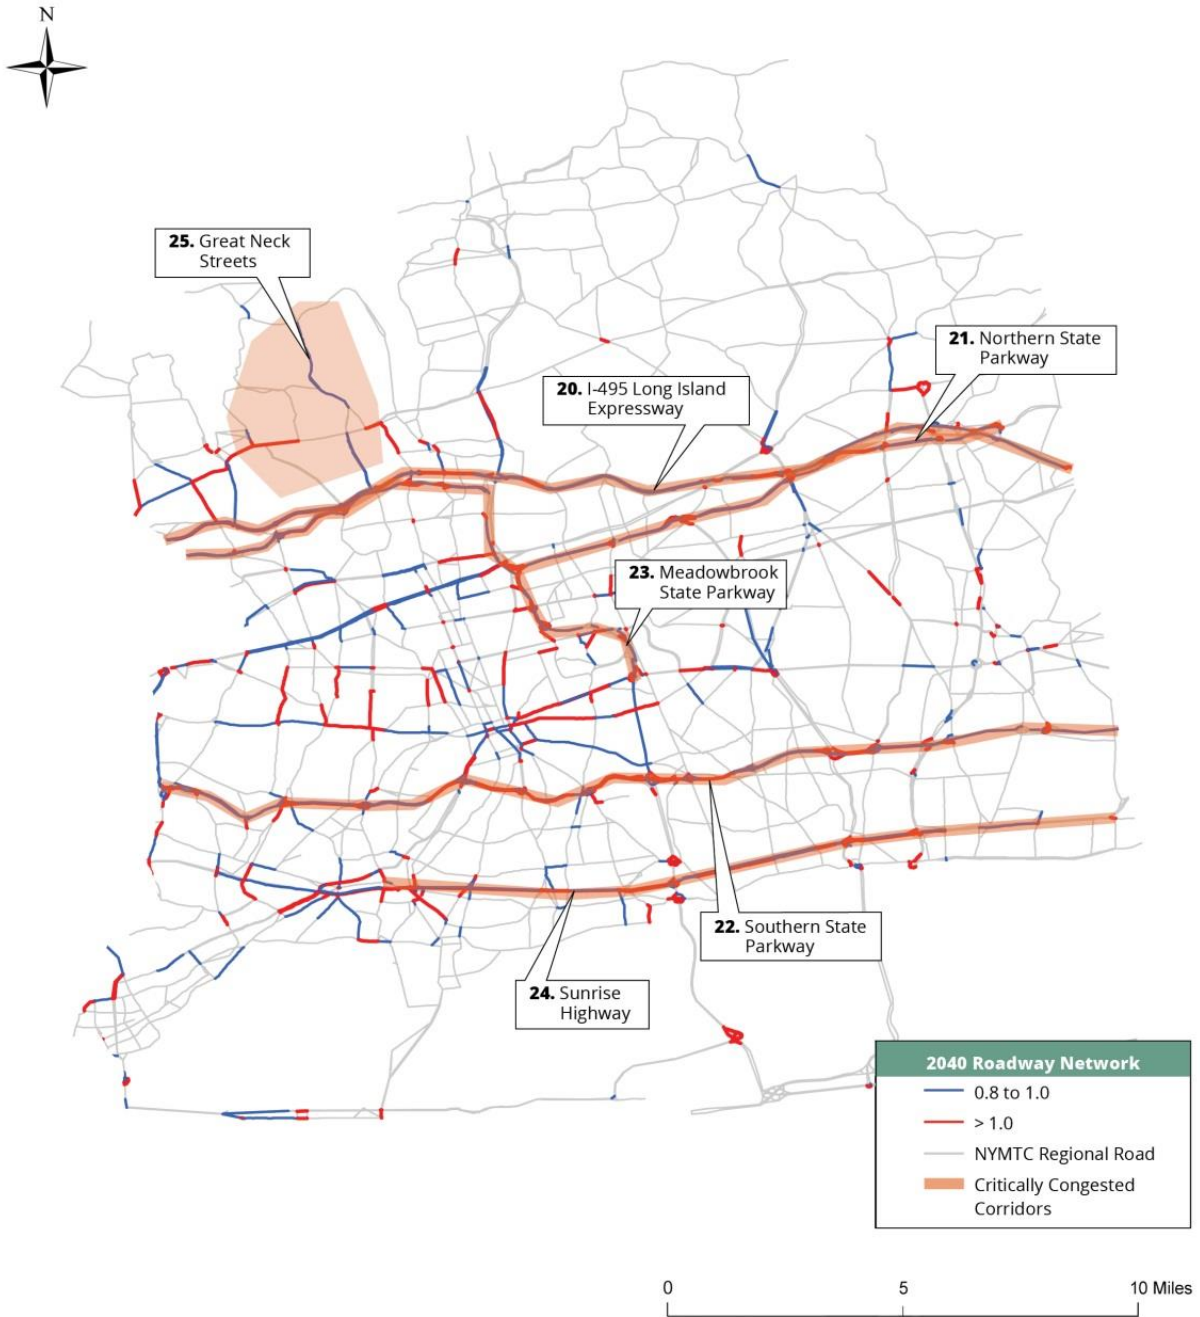 N
25. Great Neck
Streets
21. Northern State
Parkway
20. I-495 Long Island
Expressway
23. Meadowbrook
State Parkway
22. Southern State
Parkway
24. Sunrise
Highway
2040 Roadway Network
0.8 to 1.0
> 1.0
NYMTC Regional Road
Critically Congested
Corridors
0 5 10 Miles